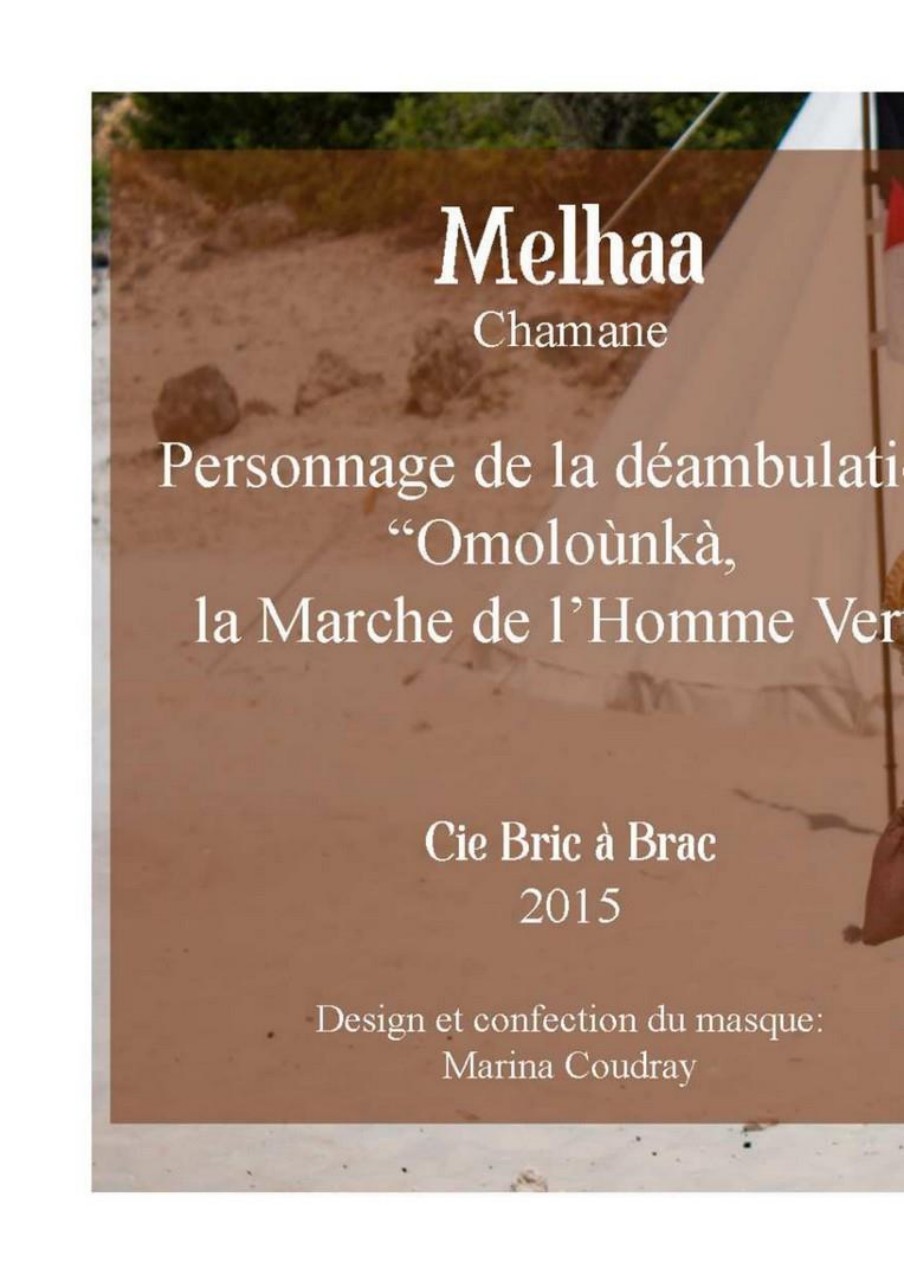 Melhaa
Chamane
Personnage de la déambulati
“Omoloùnkà,
la Marche de l’Homme Ver
Cie Bric à Brac
2015
Design et confection du masque:
Marina Coudray